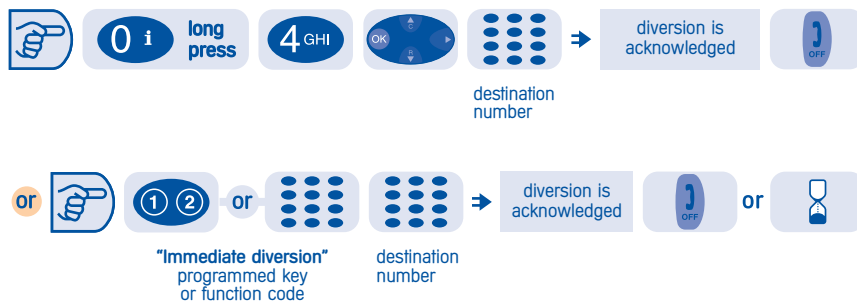 0 i
long
press
4 GHI
OK
C
R
diversion is
acknowledged
OFF
destination
number
or
1 2
or
diversion is
acknowledged
OFF
or
"Immediate diversion"
programmed key
or function code
destination
number